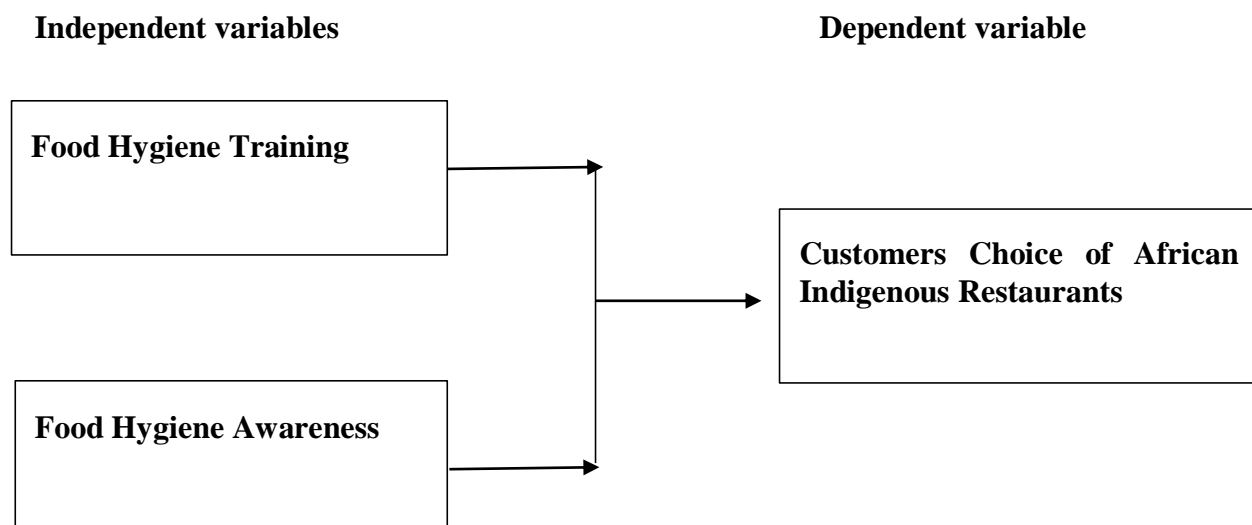 Independent variables
Dependent variable
Food Hygiene Training
Customers Choice of African
Indigenous Restaurants
Food Hygiene Awareness